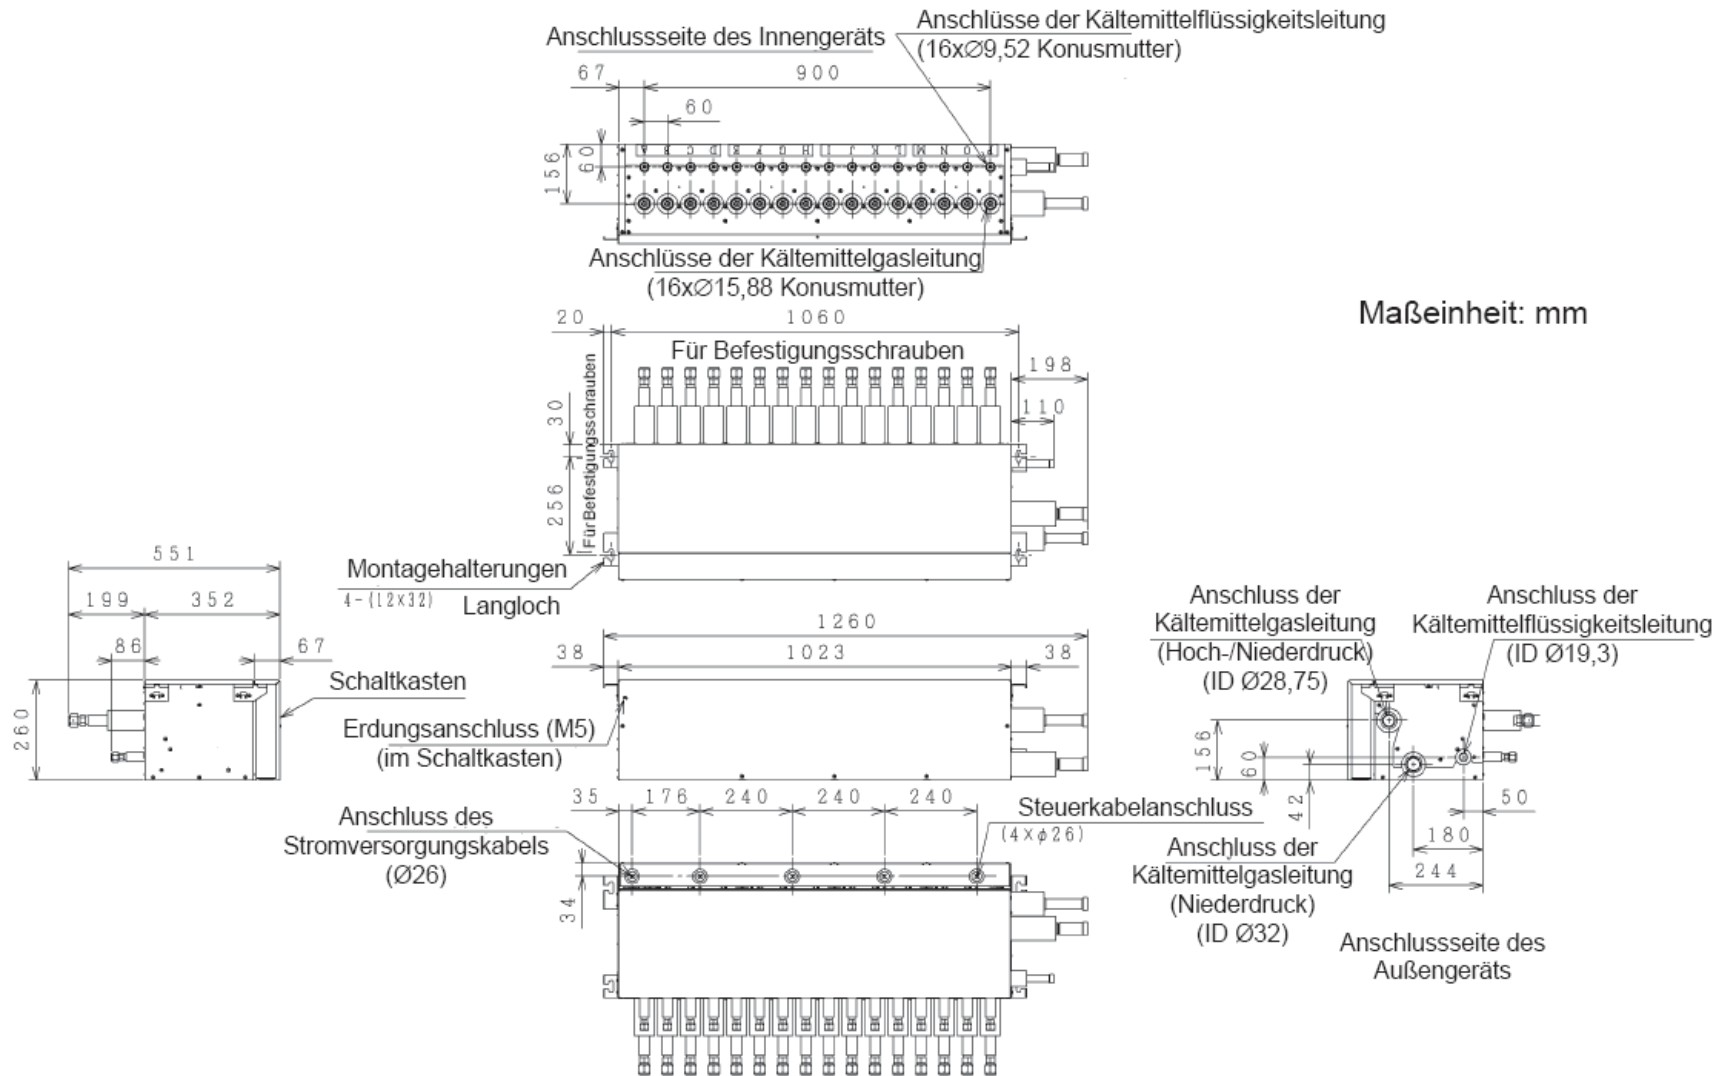 Anschlussseite des Innengeräts
Anschlüsse der Kältemittelflüssigkeitsleitung
(16xØ9,52 Konusmutter)
67
900
60
60
156
A B C D E F G H I J K L M N O P
Anschlüsse der Kältemittelgasleitung
(16xØ15,88 Konusmutter)
Maßeinheit: mm
20
1060
Für Befestigungsschrauben
198
110
30
256
Für Befestigungsschrauben
Montagehalterungen
4-(12×32)
Langloch
551
199
352
86
67
260
Schaltkasten
1260
38
1023
38
Erdungsanschluss (M5)
(im Schaltkasten)
Anschluss der
Kältemittelgasleitung
(Hoch-/Niederdruck)
(ID Ø28,75)
Anschluss der
Kältemittelflüssigkeitsleitung
(ID Ø19,3)
156
60
42
50
180
244
Anschluss der
Kältemittelgasleitung
(Niederdruck)
(ID Ø32)
Anschlussseite des
Außengeräts
35
176
240
240
240
Anschluss des
Stromversorgungskabels
(Ø26)
Steuerkabelanschluss
(4×φ26)
34